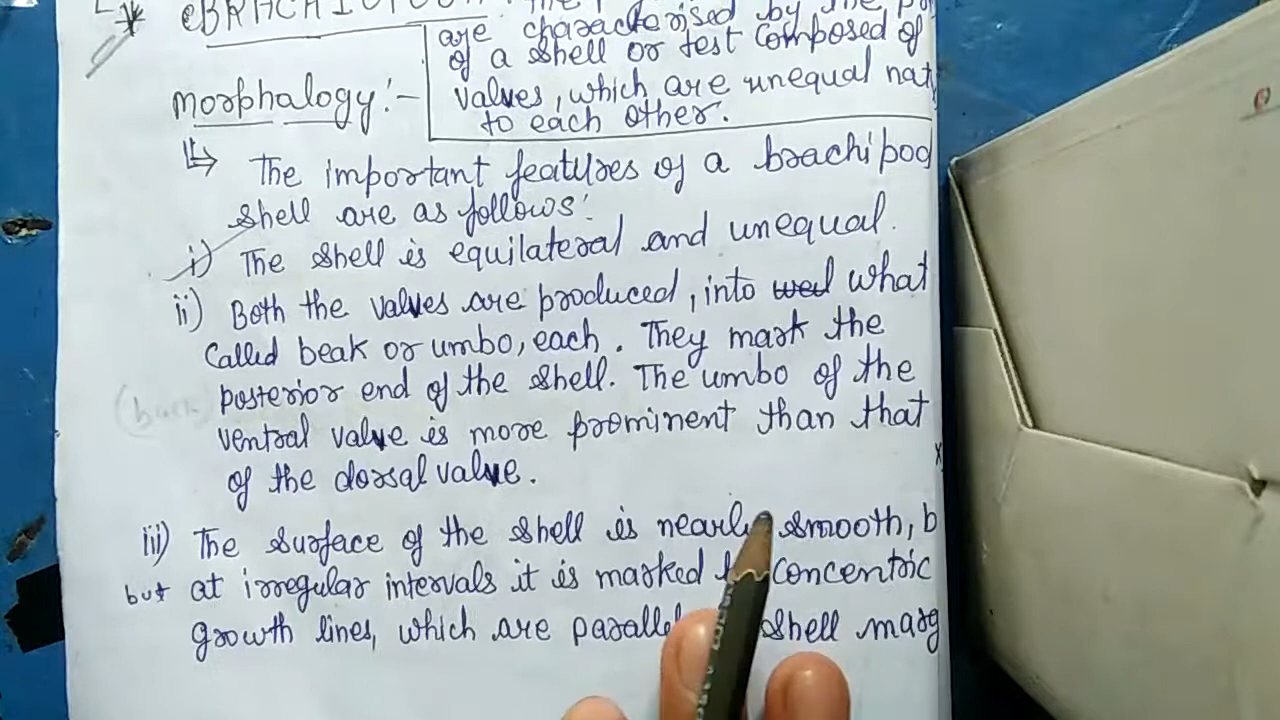 are characterised by the
of a shell or test composed of
values, which are unequal
to each other.
morphalogy:-
↳ The important features of a brachipod
shell are as follows:
i) The shell is equilateral and unequal.
ii) Both the valves are produced, into what
called beak or umbo, each. They mark the
posterior end of the shell. The umbo of the
(back)
ventral valve is more prominent than that
of the dorsal value.
iii) The surface of the shell is nearly smooth, b
but at irregular intervals it is marked concentric
growth lines, which are parallel shell marg